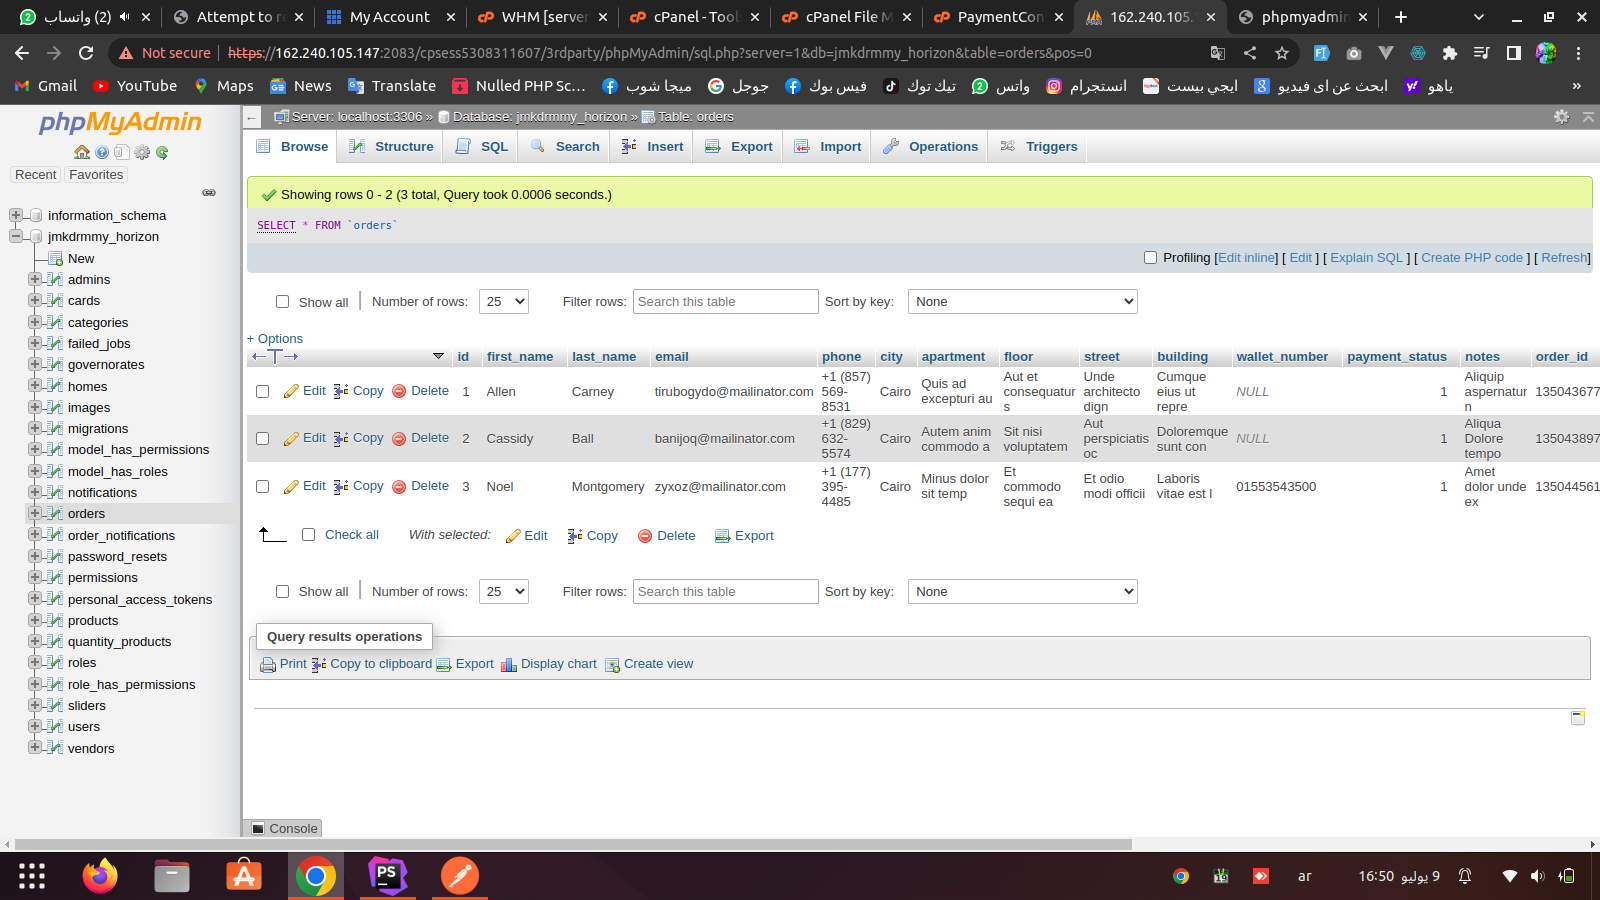 واتساب (2)
Attempt to re
My Account
WHM [server
cPanel - Tools
cPanel File M
PaymentCon
162.240.105.1
phpmyadmin
Not secure
https://162.240.105.147:2083/cpsess5308311607/3rdparty/phpMyAdmin/sql.php?server=1&db=jmkdrmmy_horizon&table=orders&pos=0
Gmail
YouTube
Maps
News
Translate
Nulled PHP Sc...
ميجا شوب
جوجل
فيس بوك
تيك توك
واتس
انستجرام
ايجي بيست
ابحث عن اى فيديو
ياهو
»
phpMyAdmin
Recent
Favorites
information_schema
jmkdrmmy_horizon
New
admins
cards
categories
failed_jobs
governorates
homes
images
migrations
model_has_permissions
model_has_roles
notifications
orders
order_notifications
password_resets
permissions
personal_access_tokens
products
quantity_products
roles
role_has_permissions
sliders
users
vendors
Server: localhost:3306 » Database: jmkdrmmy_horizon » Table: orders
Browse Structure SQL Search Insert Export Import Operations Triggers
Showing rows 0 - 2 (3 total, Query took 0.0006 seconds.)
SELECT * FROM `orders`
Profiling [Edit inline] [ Edit ] [ Explain SQL ] [ Create PHP code ] [ Refresh]
Show all | Number of rows: 25 Filter rows: Search this table Sort by key: None
+ Options
←T→ id first_name last_name email phone city apartment floor street building wallet_number payment_status notes order_id
Edit Copy Delete 1 Allen Carney tirubogydo@mailinator.com +1 (857) 569-8531 Cairo Quis ad excepturi au Aut et consequatur s Unde architecto dign Cumque eius ut repre NULL 1 Aliquip aspernatur n 135043677
Edit Copy Delete 2 Cassidy Ball banijoq@mailinator.com +1 (829) 632-5574 Cairo Autem anim commodo a Sit nisi voluptatem Aut perspiciatis oc Doloremque sunt con NULL 1 Aliqua Dolore tempo 135043897
Edit Copy Delete 3 Noel Montgomery zyxoz@mailinator.com +1 (177) 395-4485 Cairo Minus dolor sit temp Et commodo sequi ea Et odio modi officii Laboris vitae est l 01553543500 1 Amet dolor unde ex 135044561
Check all With selected: Edit Copy Delete Export
Show all | Number of rows: 25 Filter rows: Search this table Sort by key: None
Query results operations
Print Copy to clipboard Export Display chart Create view
Console
PS
19
ar
9 يوليو 16:50